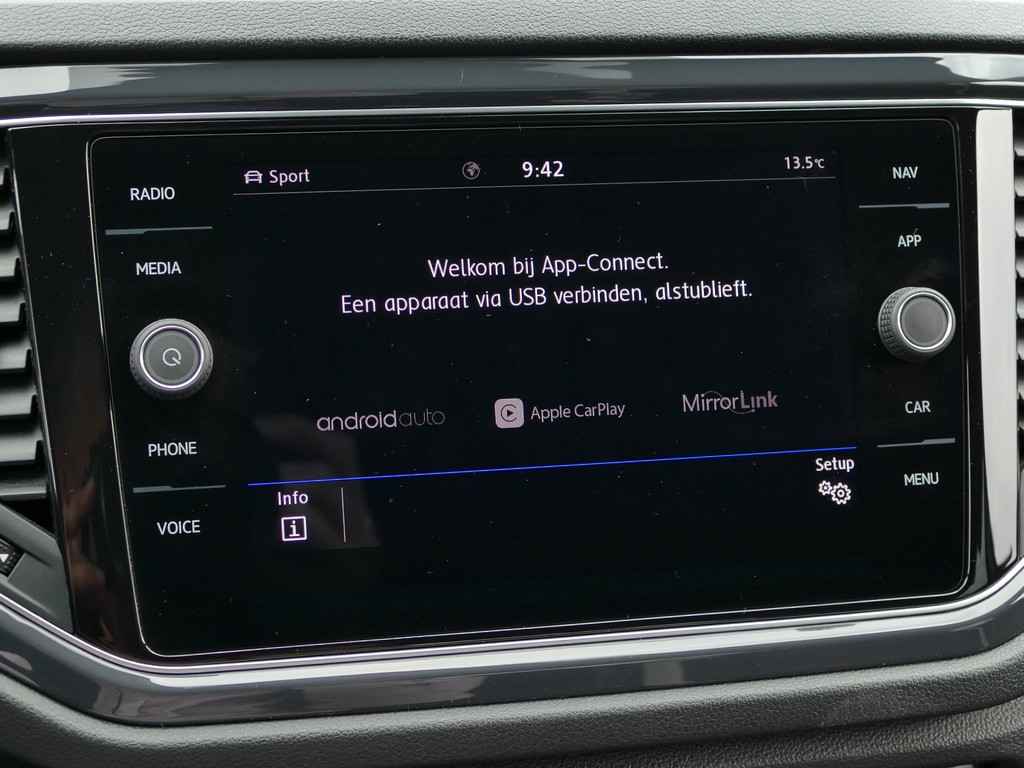 RADIO
MEDIA
PHONE
VOICE
Sport
9:42
13.5℃
Welkom bij App-Connect.
Een apparaat via USB verbinden, alstublieft.
androidauto
Apple CarPlay
MirrorLink
Info
i
Setup
NAV
APP
CAR
MENU